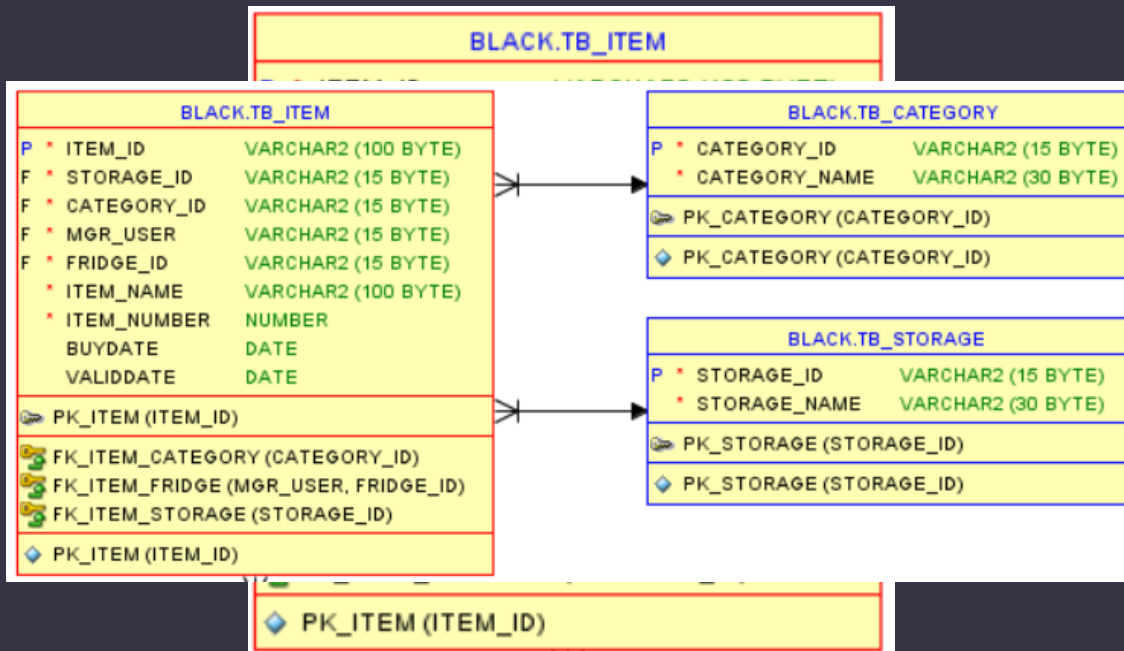 BLACK.TB_ITEM
BLACK.TB_ITEM
P * ITEM_ID VARCHAR2 (100 BYTE)
F * STORAGE_ID VARCHAR2 (15 BYTE)
F * CATEGORY_ID VARCHAR2 (15 BYTE)
F * MGR_USER VARCHAR2 (15 BYTE)
F * FRIDGE_ID VARCHAR2 (15 BYTE)
* ITEM_NAME VARCHAR2 (100 BYTE)
* ITEM_NUMBER NUMBER
BUYDATE DATE
VALIDDATE DATE
PK_ITEM (ITEM_ID)
FK_ITEM_CATEGORY (CATEGORY_ID)
FK_ITEM_FRIDGE (MGR_USER, FRIDGE_ID)
FK_ITEM_STORAGE (STORAGE_ID)
PK_ITEM (ITEM_ID)
BLACK.TB_CATEGORY
P * CATEGORY_ID VARCHAR2 (15 BYTE)
* CATEGORY_NAME VARCHAR2 (30 BYTE)
PK_CATEGORY (CATEGORY_ID)
PK_CATEGORY (CATEGORY_ID)
BLACK.TB_STORAGE
P * STORAGE_ID VARCHAR2 (15 BYTE)
* STORAGE_NAME VARCHAR2 (30 BYTE)
PK_STORAGE (STORAGE_ID)
PK_STORAGE (STORAGE_ID)
PK_ITEM (ITEM_ID)